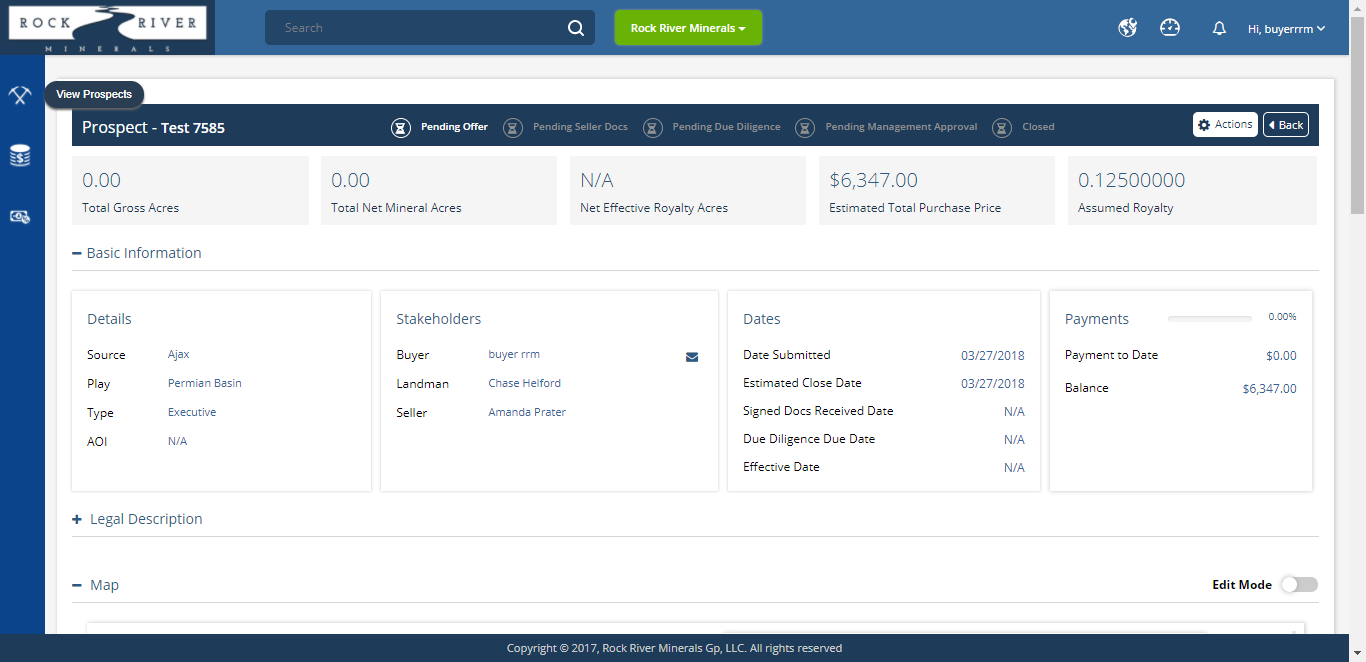 ROCK RIVER
MINERALS
Search
Rock River Minerals
Hi, buyerrrm
View Prospects
Prospect - Test 7585
Pending Offer
Pending Seller Docs
Pending Due Diligence
Pending Management Approval
Closed
Actions
Back
0.00
Total Gross Acres
0.00
Total Net Mineral Acres
N/A
Net Effective Royalty Acres
$6,347.00
Estimated Total Purchase Price
0.12500000
Assumed Royalty
Basic Information
Details
Source Ajax
Play Permian Basin
Type Executive
AOI N/A
Stakeholders
Buyer buyer rrm
Landman Chase Helford
Seller Amanda Prater
Dates
Date Submitted 03/27/2018
Estimated Close Date 03/27/2018
Signed Docs Received Date N/A
Due Diligence Due Date N/A
Effective Date N/A
Payments 0.00%
Payment to Date $0.00
Balance $6,347.00
Legal Description
Map
Edit Mode
Copyright © 2017, Rock River Minerals Gp, LLC. All rights reserved